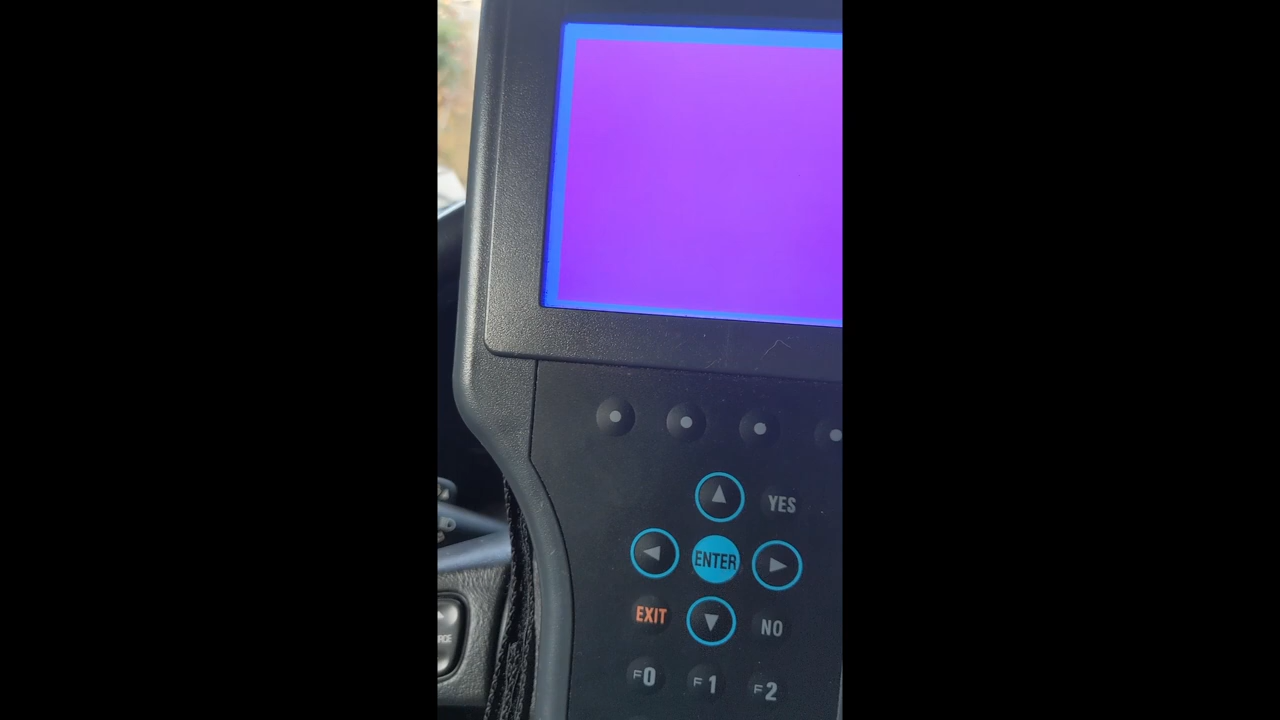 YES
ENTER
EXIT
NO
F0 F1 F2